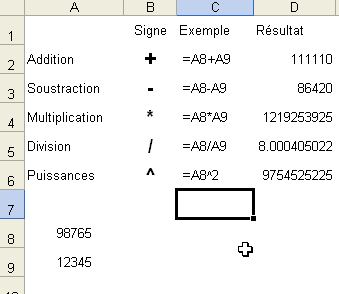 A B C D
1 Signe Exemple Résultat
2 Addition + =A8+A9 111110
3 Soustraction - =A8-A9 86420
4 Multiplication * =A8*A9 1219253925
5 Division / =A8/A9 8.000405022
6 Puissances ^ =A8^2 9754525225
7
8 98765
9 12345
10